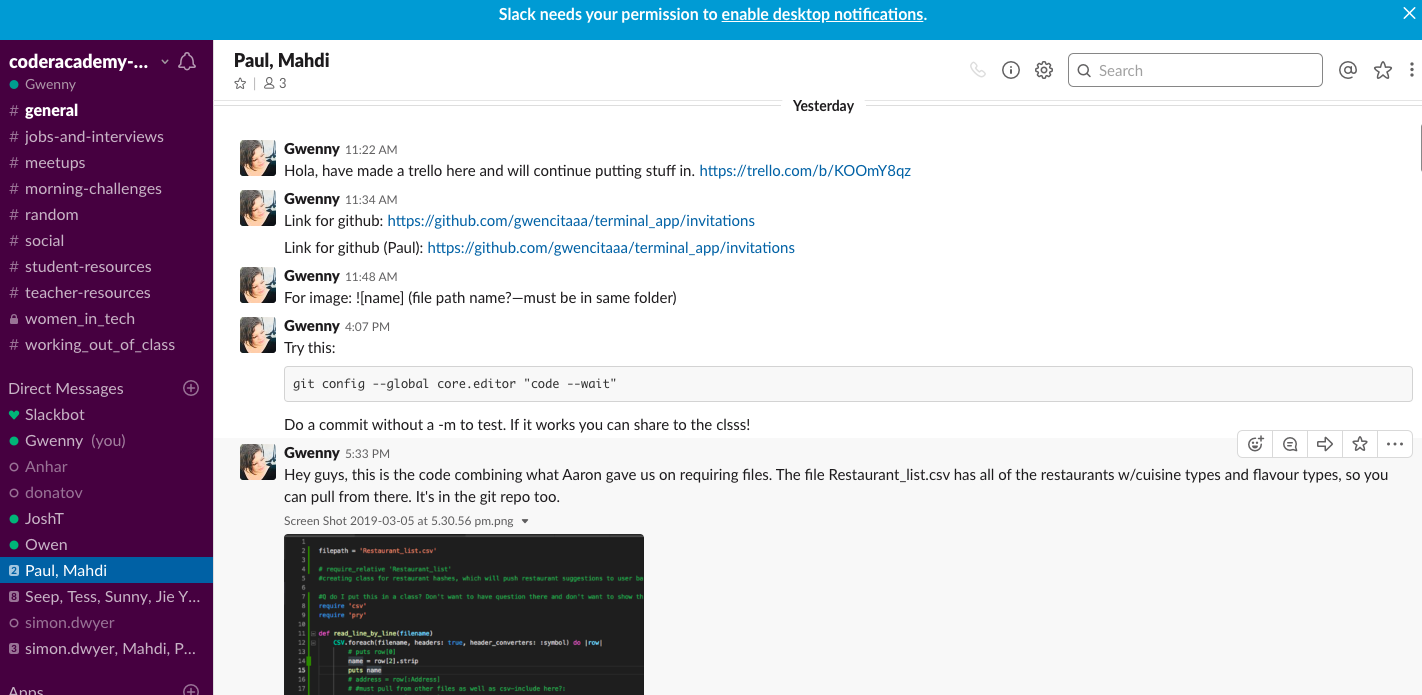 Slack needs your permission to enable desktop notifications.
coderacademy-...
Gwenny
# general
# jobs-and-interviews
# meetups
# morning-challenges
# random
# social
# student-resources
# teacher-resources
women_in_tech
# working_out_of_class
Direct Messages
Slackbot
Gwenny (you)
Anhar
donatov
JoshT
Owen
2 Paul, Mahdi
8 Seep, Tess, Sunny, Jie Y...
simon.dwyer
3 simon.dwyer, Mahdi, P...
Apps
Paul, Mahdi
3
Search
Yesterday
Gwenny 11:22 AM
Hola, have made a trello here and will continue putting stuff in. https://trello.com/b/KOOmY8qz
Gwenny 11:34 AM
Link for github: https://github.com/gwencitaaa/terminal_app/invitations
Link for github (Paul): https://github.com/gwencitaaa/terminal_app/invitations
Gwenny 11:48 AM
For image: ![name] (file path name?—must be in same folder)
Gwenny 4:07 PM
Try this:
git config --global core.editor "code --wait"
Do a commit without a -m to test. If it works you can share to the clsss!
Gwenny 5:33 PM
Hey guys, this is the code combining what Aaron gave us on requiring files. The file Restaurant_list.csv has all of the restaurants w/cuisine types and flavour types, so you
can pull from there. It's in the git repo too.
Screen Shot 2019-03-05 at 5.30.56 pm.png
1
2 filepath = 'Restaurant_list.csv'
3
4 # require_relative 'Restaurant_list'
5 #creating class for restaurant hashes, which will push restaurant suggestions to user ba
6
7 #Q do I put this in a class? Don't want to have question there and don't want to show th
8 require 'csv'
9 require 'pry'
10
11 def read_line_by_line(filename)
12 CSV.foreach(filename, headers: true, header_converters: :symbol) do |row|
13 # puts row[0]
14 name = row[2].strip
15 puts name
16 # address = row[:Address]
17 # #must pull from other files as well as csv-include here?: